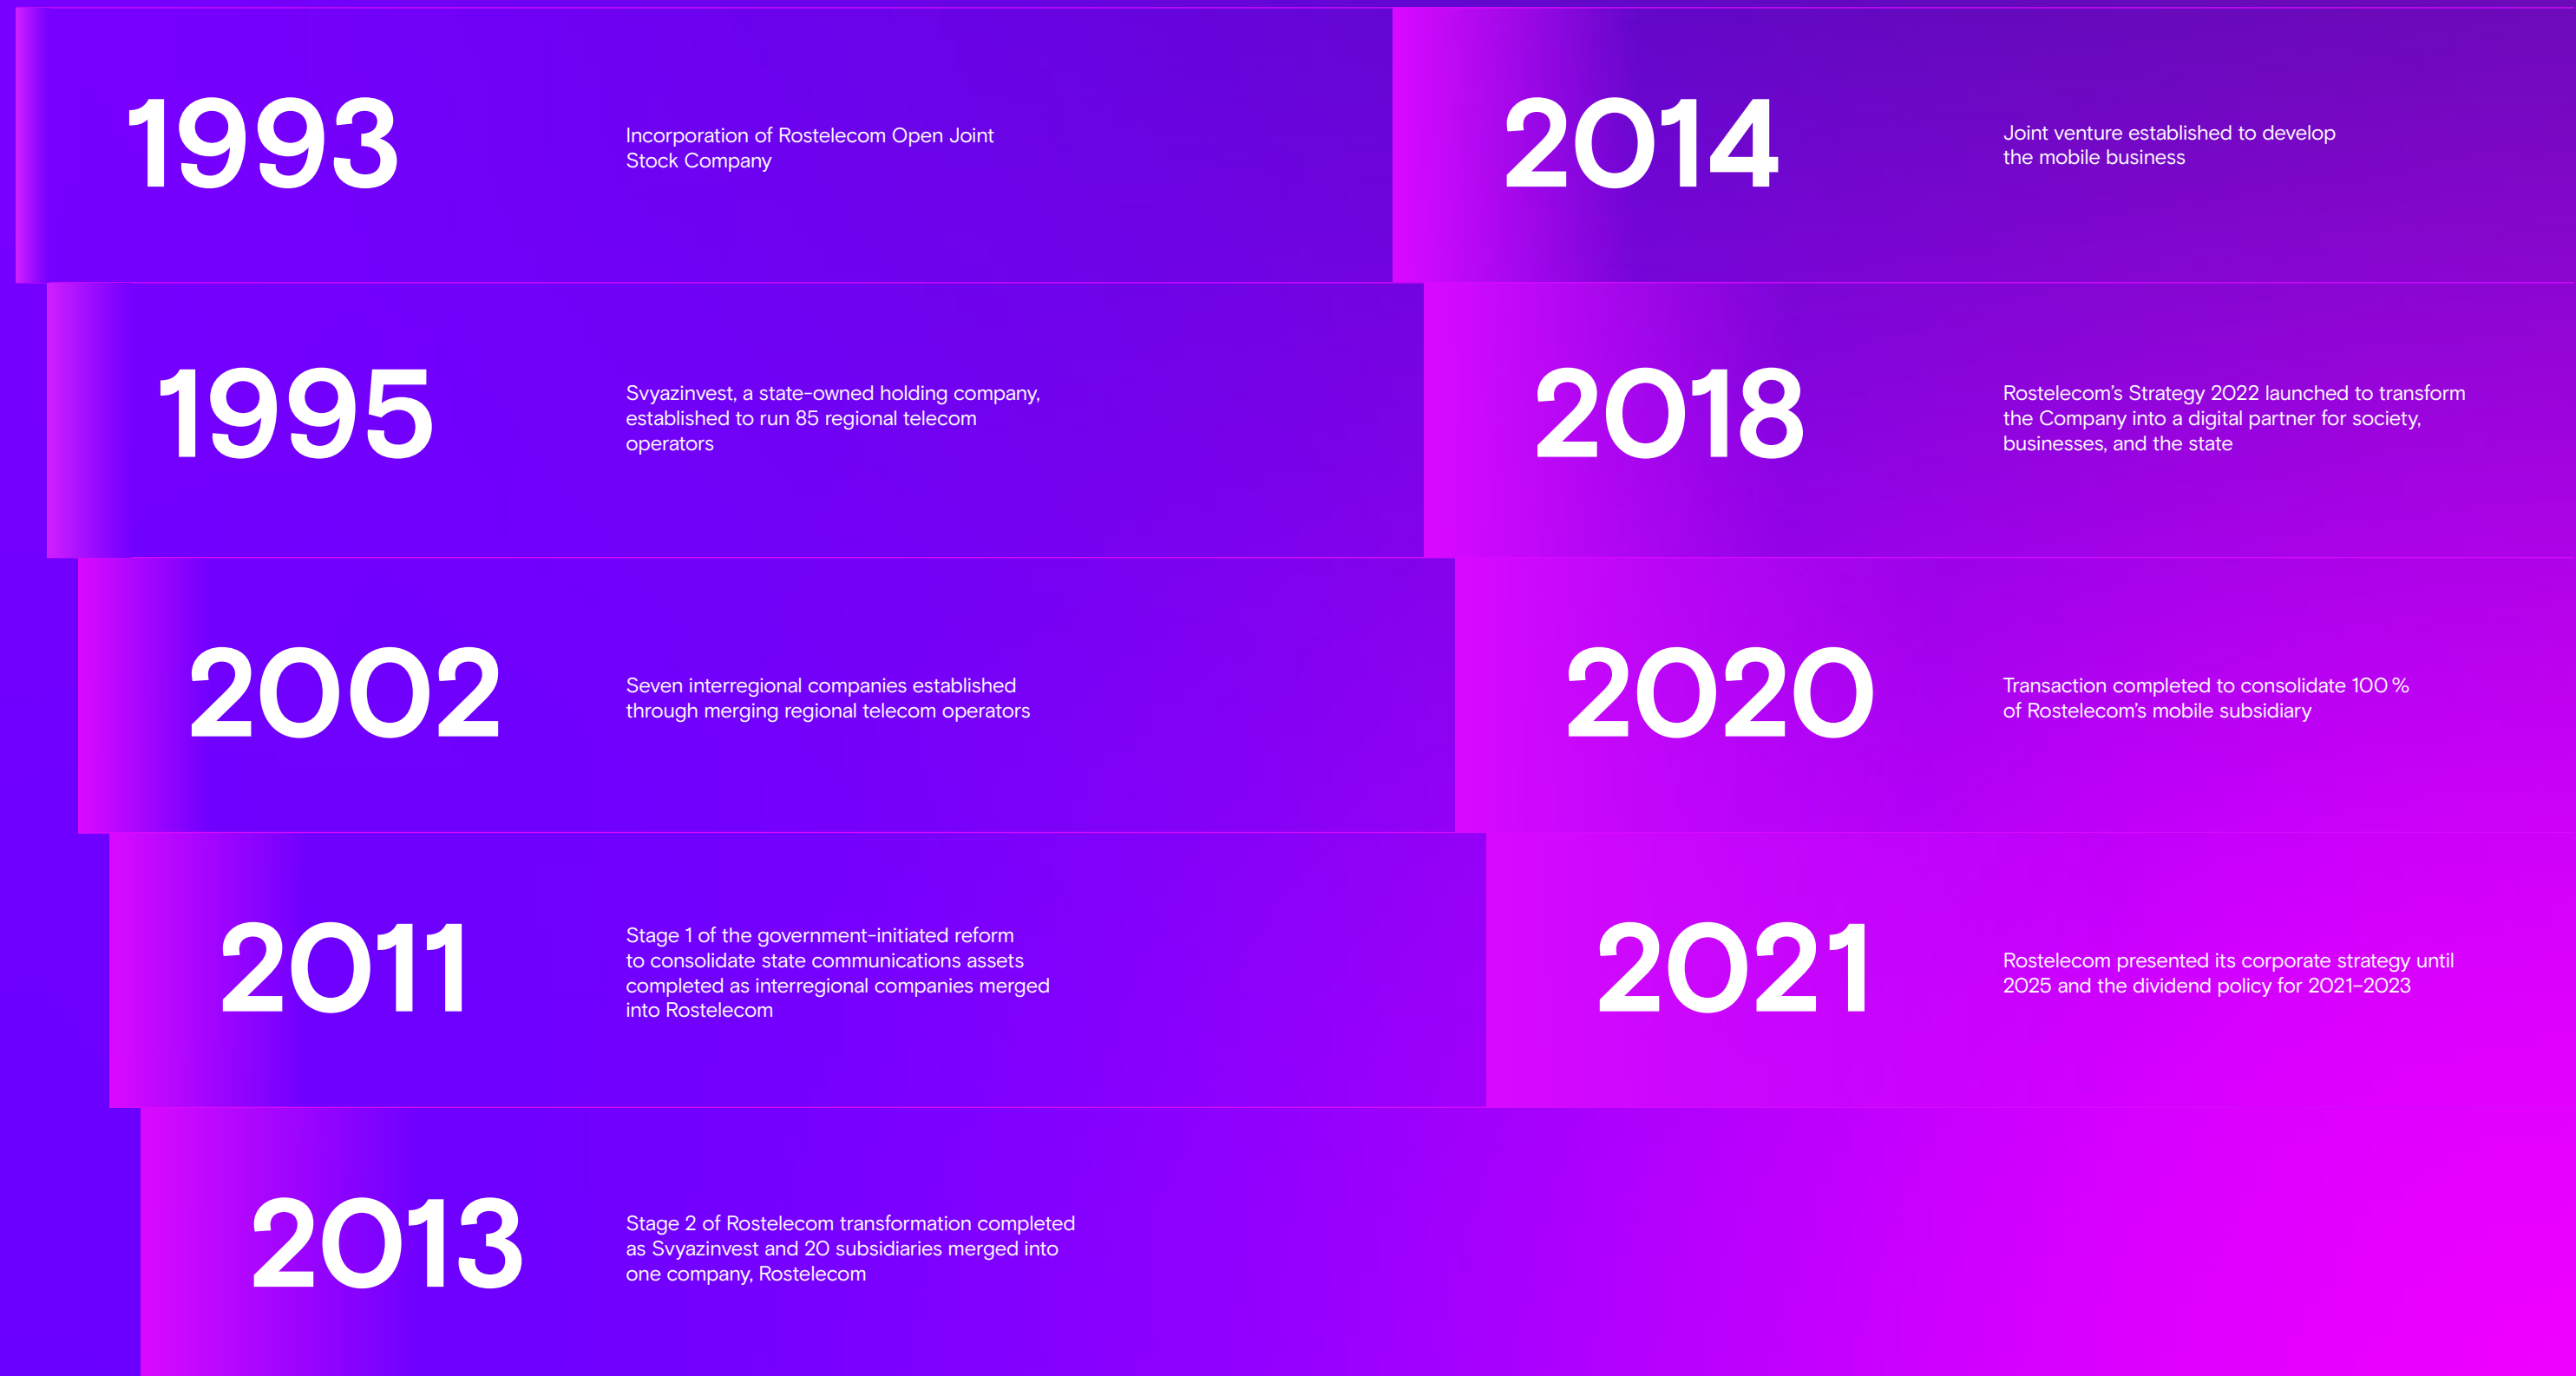 1993
Incorporation of Rostelecom Open Joint
Stock Company
1995
Svyazinvest, a state-owned holding company,
established to run 85 regional telecom
operators
2002
Seven interregional companies established
through merging regional telecom operators
2011
Stage 1 of the government-initiated reform
to consolidate state communications assets
completed as interregional companies merged
into Rostelecom
2013
Stage 2 of Rostelecom transformation completed
as Svyazinvest and 20 subsidiaries merged into
one company, Rostelecom
2014
Joint venture established to develop
the mobile business
2018
Rostelecom’s Strategy 2022 launched to transform
the Company into a digital partner for society,
businesses, and the state
2020
Transaction completed to consolidate 100 %
of Rostelecom’s mobile subsidiary
2021
Rostelecom presented its corporate strategy until
2025 and the dividend policy for 2021–2023